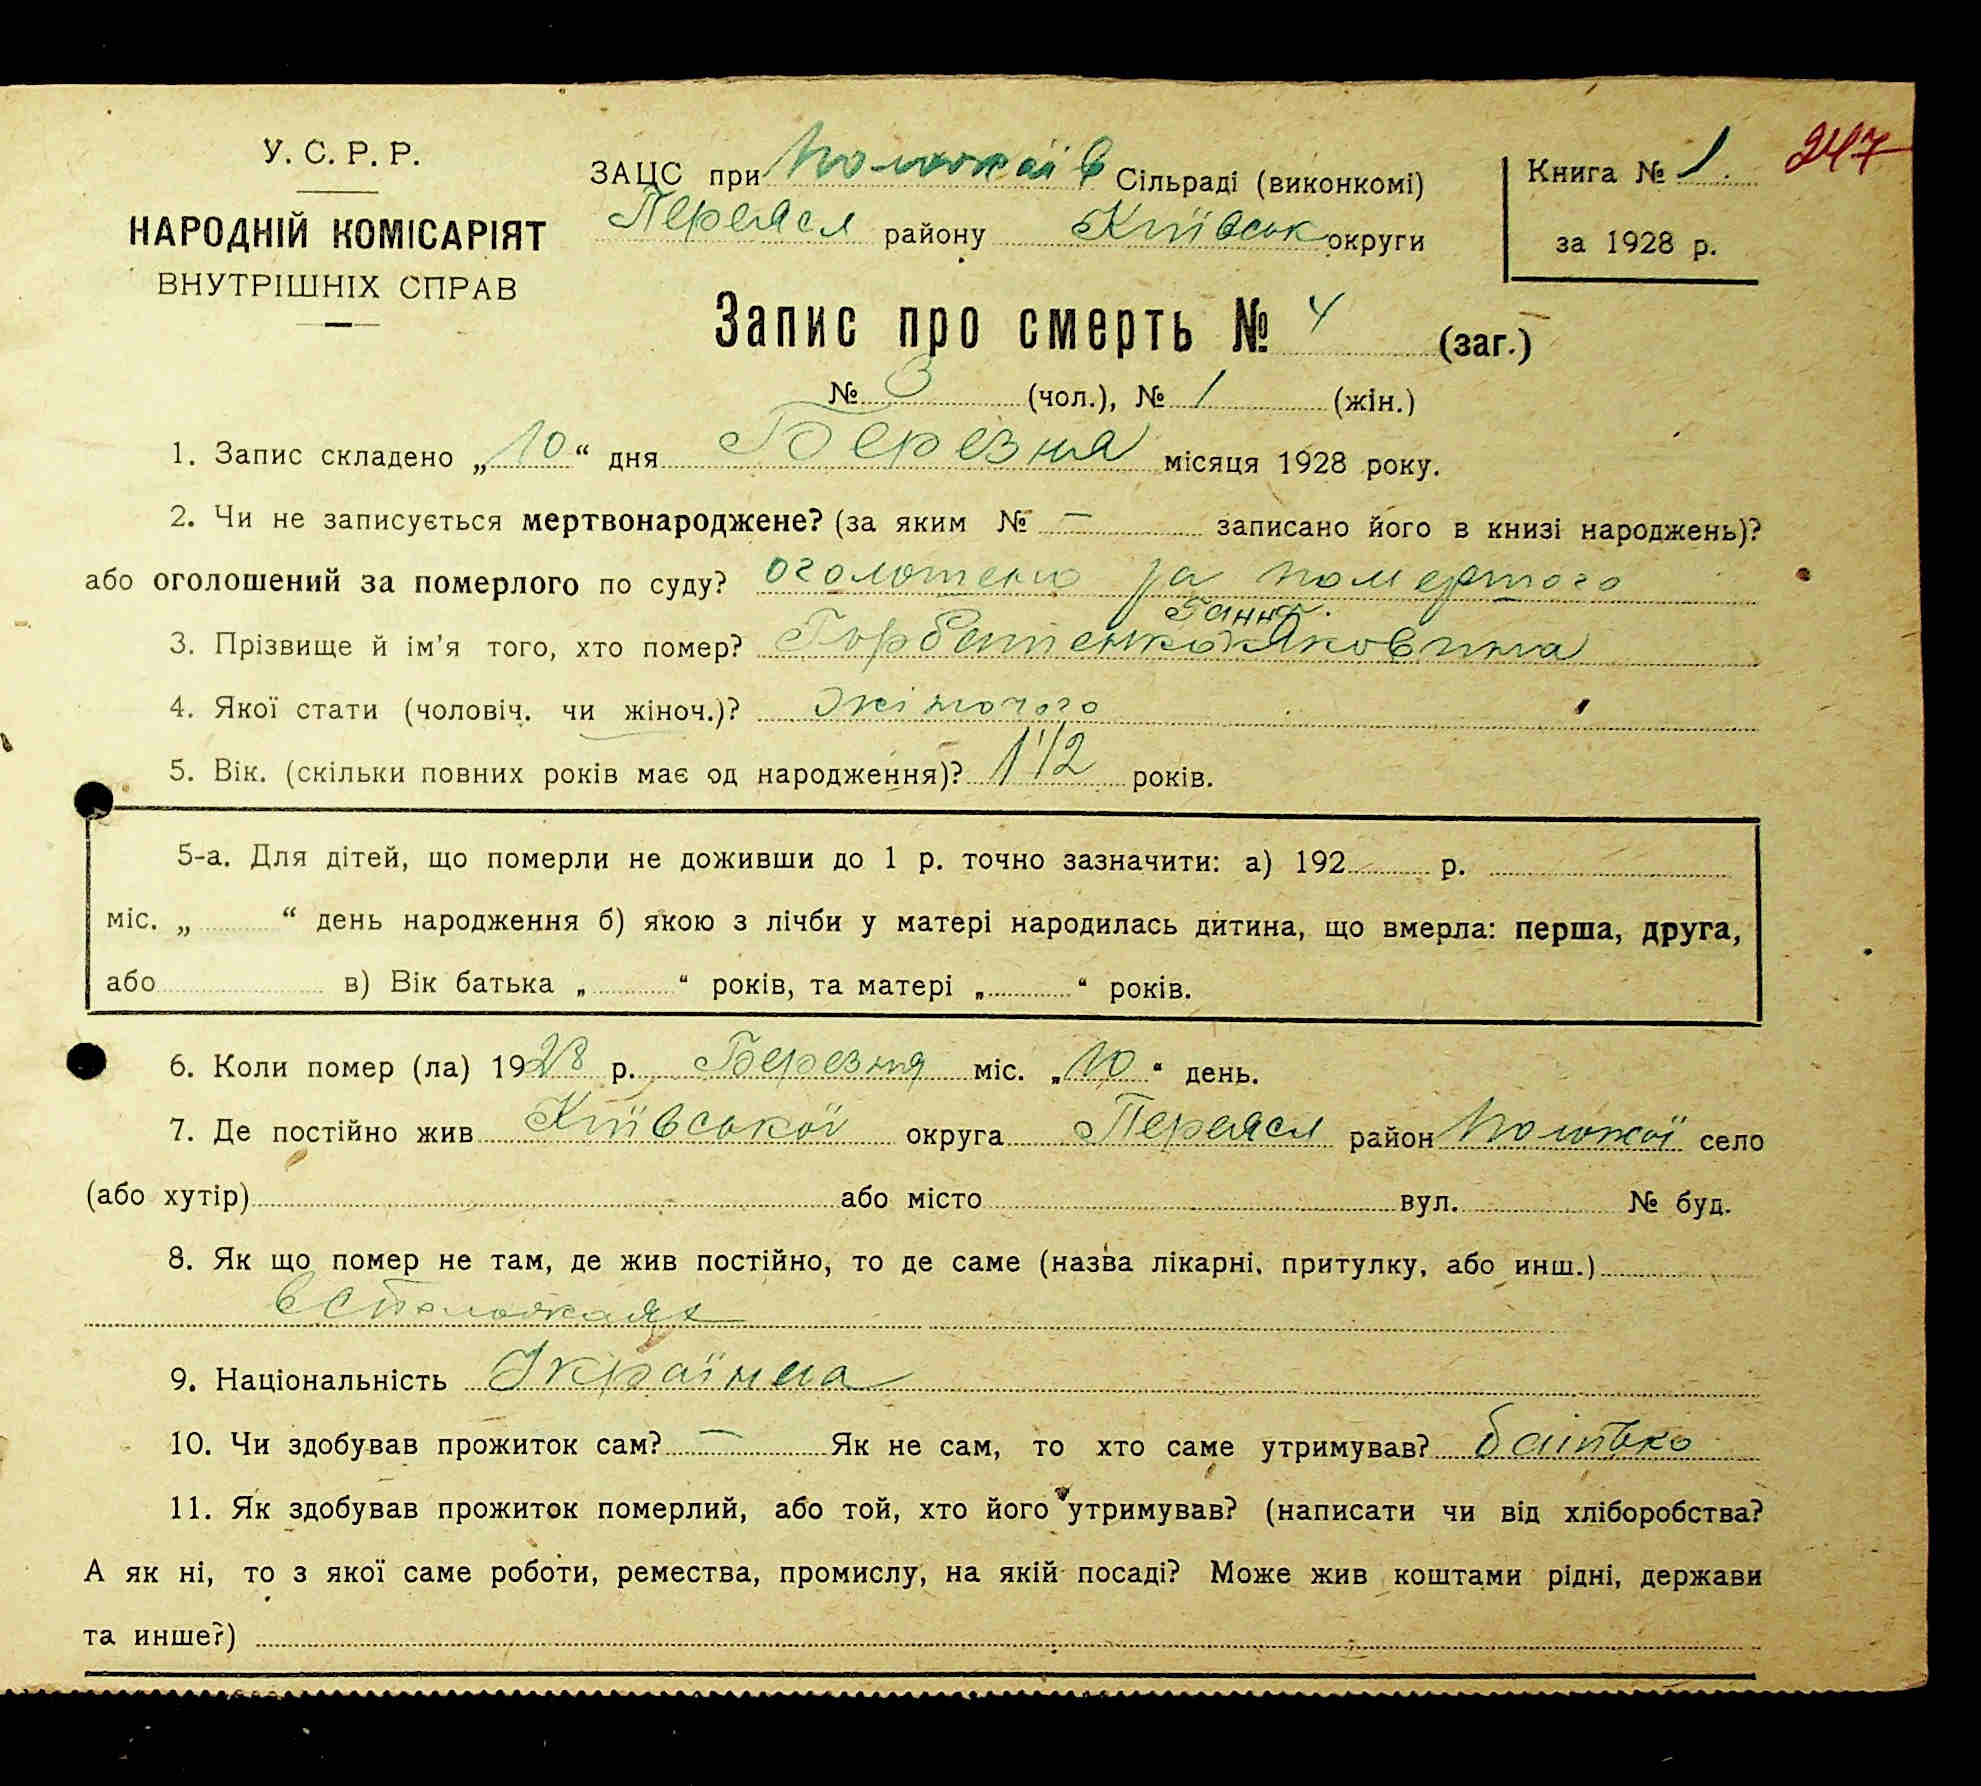 У. С. Р. Р.
НАРОДНІЙ КОМІСАРІЯТ
ВНУТРІШНІХ СПРАВ
ЗАЦС при Положаїв Сільраді (виконкомі)
Переясл району Київськ округи
Книга № 1.
за 1928 р.
247
Запис про смерть № 4 (заг.)
№ 3 (чол.), № 1 (жін.)
1. Запис складено „10“ дня Березня місяця 1928 року.
2. Чи не записується мертвонароджене? (за яким № — записано його в книзі народжень)?
або оголошений за померлого по суду? оголошено за помершого
Ганна
3. Прізвище й ім'я того, хто помер? Горбатенко Яковична
4. Якої стати (чоловіч. чи жіноч.)? жіночого
5. Вік. (скільки повних років має од народження)? 1 1/2 років.
5-а. Для дітей, що померли не доживши до 1 р. точно зазначити: а) 192 р.
міс. „ “ день народження б) якою з лічби у матері народилась дитина, що вмерла: перша, друга,
або в) Вік батька „ “ років, та матері „ “ років.
6. Коли помер (ла) 1928 р. Березня міс. „10“ день.
7. Де постійно жив Київської округа Переясл район Положаї село
(або хутір) або місто вул. № буд.
8. Як що помер не там, де жив постійно, то де саме (назва лікарні, притулку, або инш.)
в с Положаях
9. Національність Українка
10. Чи здобував прожиток сам? — Як не сам, то хто саме утримував? батько
11. Як здобував прожиток померлий, або той, хто його утримував? (написати чи від хліборобства?
А як ні, то з якої саме роботи, ремества, промислу, на якій посаді? Може жив коштами рідні, держави
та инше?)